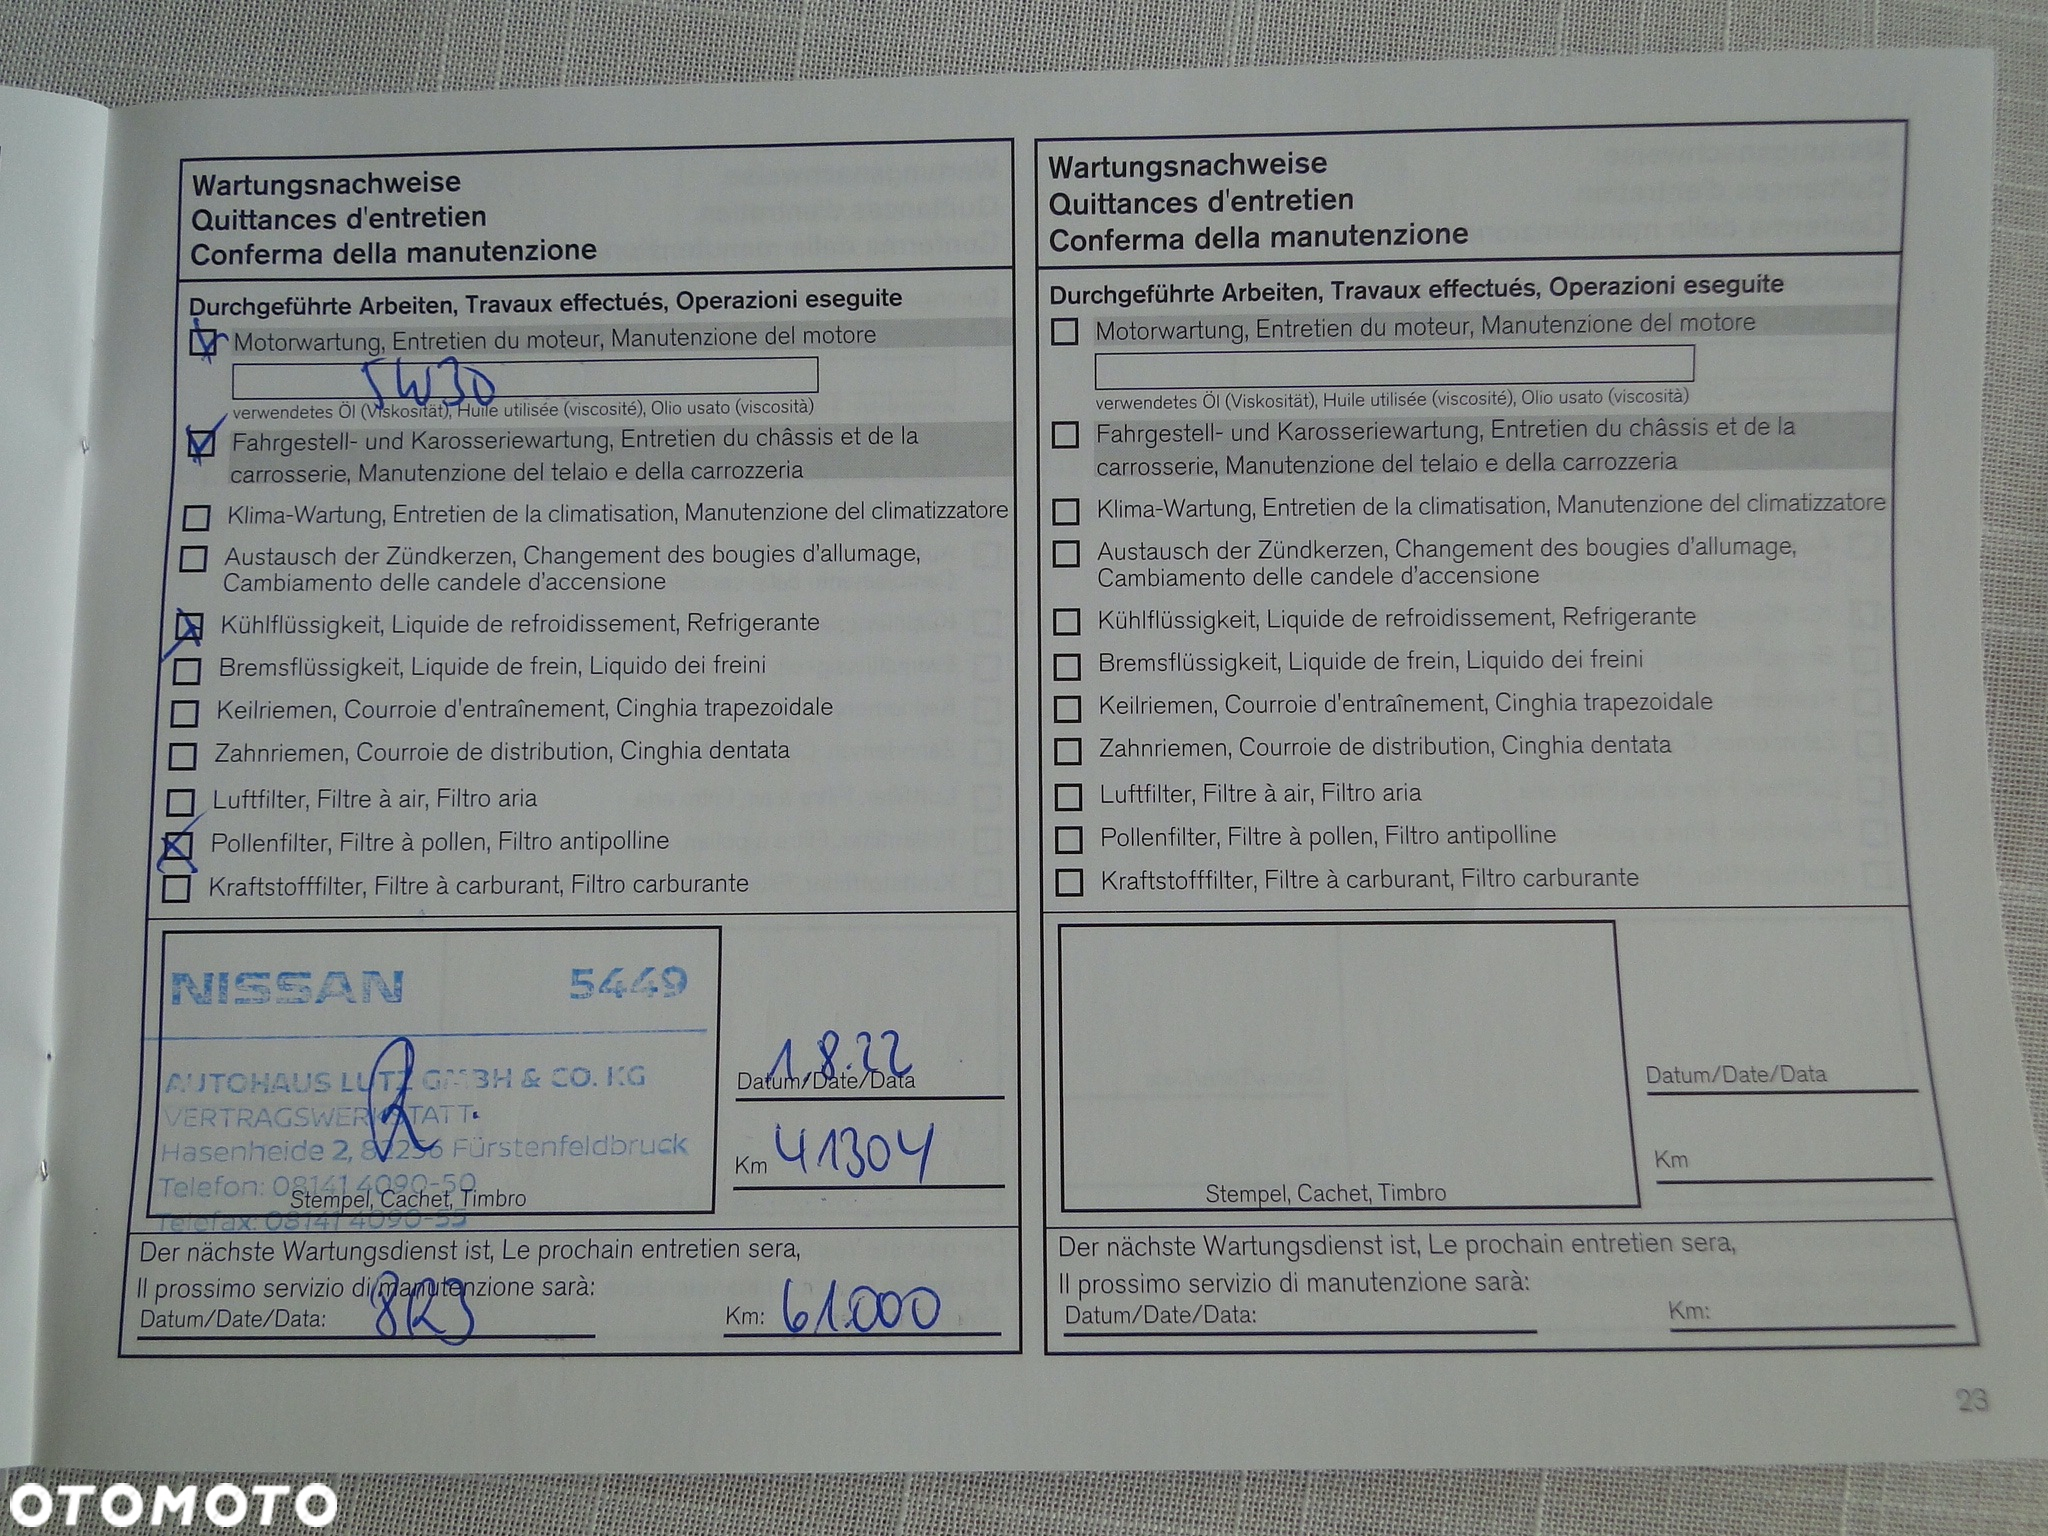 Wartungsnachweise
Quittances d'entretien
Conferma della manutenzione
Durchgeführte Arbeiten, Travaux effectués, Operazioni eseguite
Motorwartung, Entretien du moteur, Manutenzione del motore
5W30
verwendetes Öl (Viskosität), Huile utilisée (viscosité), Olio usato (viscosità)
Fahrgestell- und Karosseriewartung, Entretien du châssis et de la
carrosserie, Manutenzione del telaio e della carrozzeria
Klima-Wartung, Entretien de la climatisation, Manutenzione del climatizzatore
Austausch der Zündkerzen, Changement des bougies d'allumage,
Cambiamento delle candele d'accensione
Kühlflüssigkeit, Liquide de refroidissement, Refrigerante
Bremsflüssigkeit, Liquide de frein, Liquido dei freini
Keilriemen, Courroie d'entraînement, Cinghia trapezoidale
Zahnriemen, Courroie de distribution, Cinghia dentata
Luftfilter, Filtre à air, Filtro aria
Pollenfilter, Filtre à pollen, Filtro antipolline
Kraftstofffilter, Filtre à carburant, Filtro carburante
NISSAN 5449
AUTOHAUS LUTZ GMBH & CO. KG
VERTRAGSWERKSTATT
Hasenheide 2, 82256 Fürstenfeldbruck
Telefon: 08141 4090-50
Stempel, Cachet, Timbro
Telefax: 08141 4090-55
1.8.22
Datum/Date/Data
Km 41304
Der nächste Wartungsdienst ist, Le prochain entretien sera,
Il prossimo servizio di manutenzione sarà:
Datum/Date/Data: Km: 61.000
Wartungsnachweise
Quittances d'entretien
Conferma della manutenzione
Durchgeführte Arbeiten, Travaux effectués, Operazioni eseguite
Motorwartung, Entretien du moteur, Manutenzione del motore
verwendetes Öl (Viskosität), Huile utilisée (viscosité), Olio usato (viscosità)
Fahrgestell- und Karosseriewartung, Entretien du châssis et de la
carrosserie, Manutenzione del telaio e della carrozzeria
Klima-Wartung, Entretien de la climatisation, Manutenzione del climatizzatore
Austausch der Zündkerzen, Changement des bougies d'allumage,
Cambiamento delle candele d'accensione
Kühlflüssigkeit, Liquide de refroidissement, Refrigerante
Bremsflüssigkeit, Liquide de frein, Liquido dei freini
Keilriemen, Courroie d'entraînement, Cinghia trapezoidale
Zahnriemen, Courroie de distribution, Cinghia dentata
Luftfilter, Filtre à air, Filtro aria
Pollenfilter, Filtre à pollen, Filtro antipolline
Kraftstofffilter, Filtre à carburant, Filtro carburante
Datum/Date/Data
Km
Stempel, Cachet, Timbro
Der nächste Wartungsdienst ist, Le prochain entretien sera,
Il prossimo servizio di manutenzione sarà:
Datum/Date/Data: Km:
23
OTOMOTO